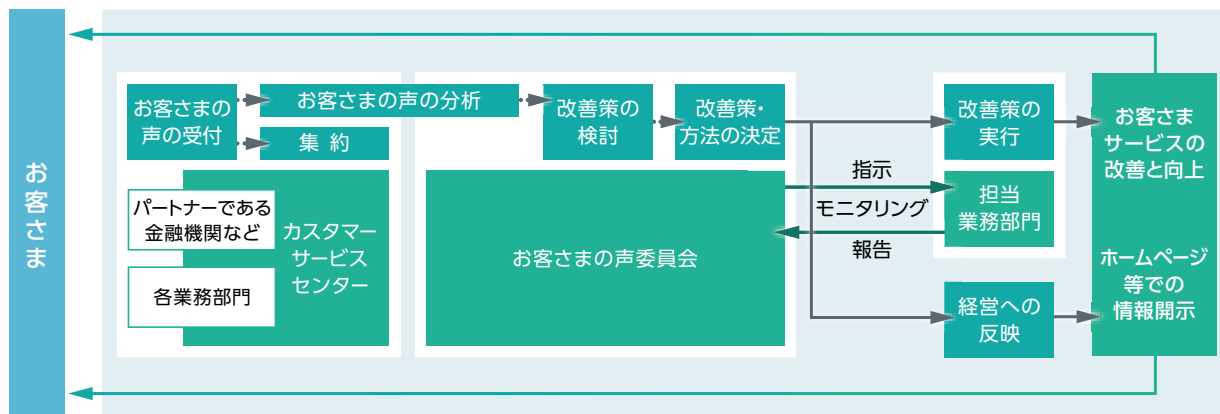 お客さま
お客さまの
声の受付
お客さまの声の分析
集 約
改善策の
検討
改善策・
方法の決定
改善策の
実行
お客さま
サービスの
改善と向上
パートナーである
金融機関など
カスタマー
サービス
センター
各業務部門
お客さまの声委員会
指示
モニタリング
報告
担当
業務部門
経営への
反映
ホームページ
等での
情報開示